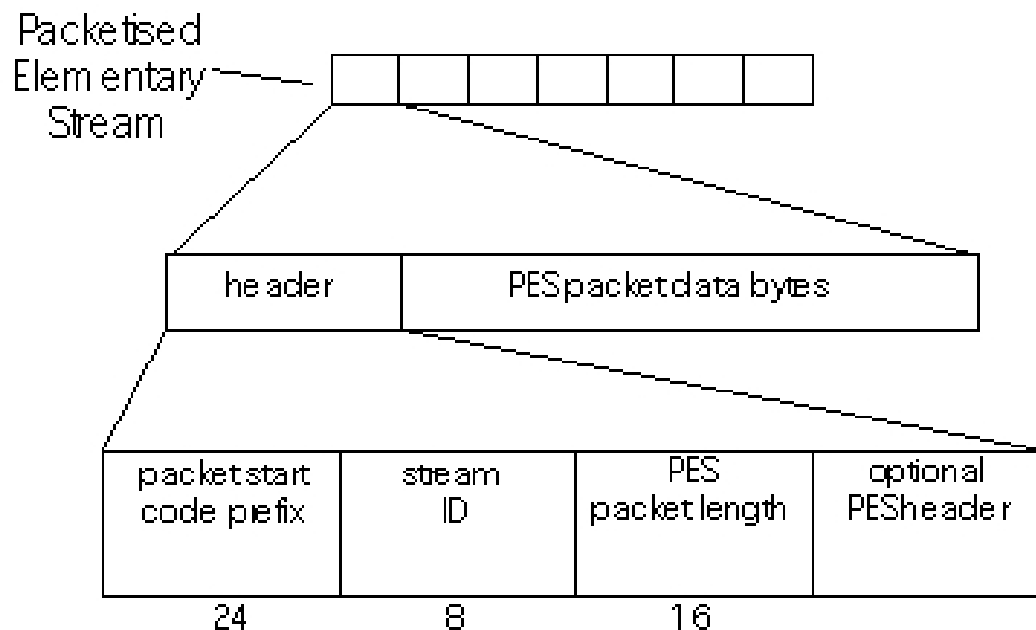 Packetised
Elementary
Stream
header
PES packet data bytes
packet start
code prefix
stream
ID
PES
packet length
optional
PES header
24
8
16